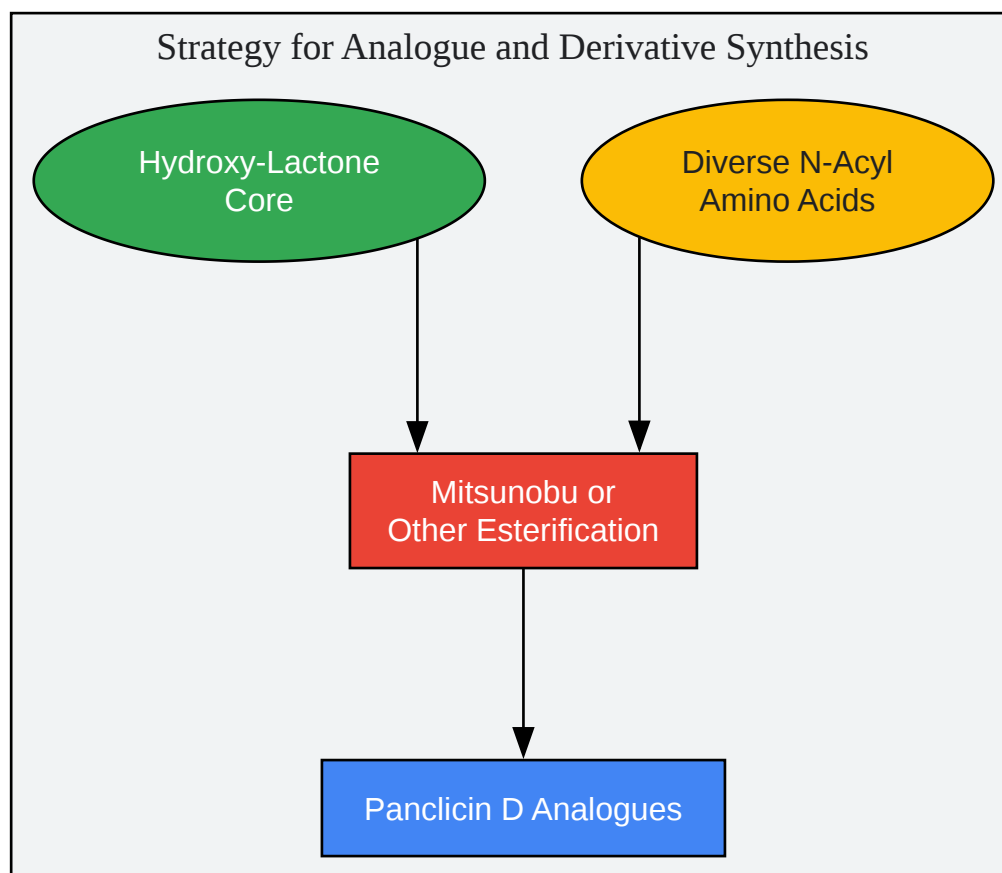 Strategy for Analogue and Derivative Synthesis
Hydroxy-Lactone
Core
Diverse N-Acyl
Amino Acids
Mitsunobu or
Other Esterification
Panclicin D Analogues